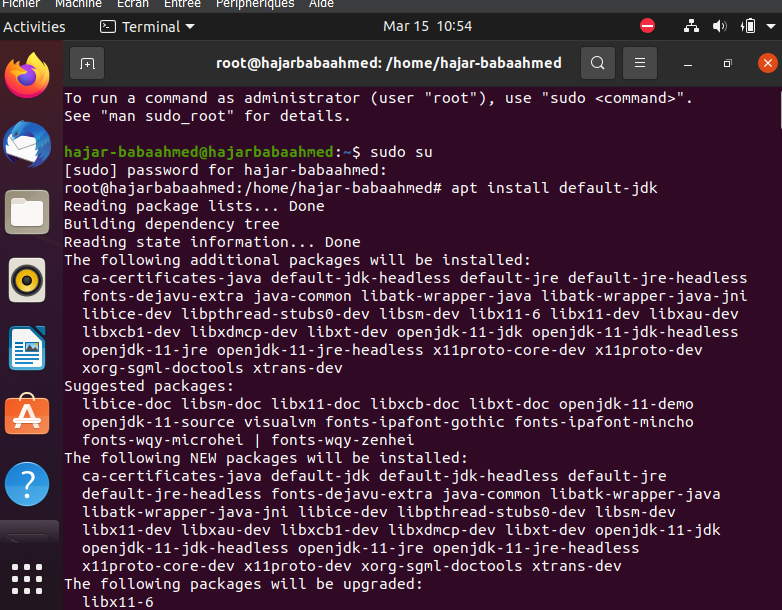 Fichier Machine Écran Entrée Périphériques Aide
Activities Terminal Mar 15 10:54
root@hajarbabaahmed: /home/hajar-babaahmed
To run a command as administrator (user "root"), use "sudo <command>".
See "man sudo_root" for details.
hajar-babaahmed@hajarbabaahmed:~$ sudo su
[sudo] password for hajar-babaahmed:
root@hajarbabaahmed:/home/hajar-babaahmed# apt install default-jdk
Reading package lists... Done
Building dependency tree
Reading state information... Done
The following additional packages will be installed:
ca-certificates-java default-jdk-headless default-jre default-jre-headless
fonts-dejavu-extra java-common libatk-wrapper-java libatk-wrapper-java-jni
libice-dev libpthread-stubs0-dev libsm-dev libx11-6 libx11-dev libxau-dev
libxcb1-dev libxdmcp-dev libxt-dev openjdk-11-jdk openjdk-11-jdk-headless
openjdk-11-jre openjdk-11-jre-headless x11proto-core-dev x11proto-dev
xorg-sgml-doctools xtrans-dev
Suggested packages:
libice-doc libsm-doc libx11-doc libxcb-doc libxt-doc openjdk-11-demo
openjdk-11-source visualvm fonts-ipafont-gothic fonts-ipafont-mincho
fonts-wqy-microhei | fonts-wqy-zenhei
The following NEW packages will be installed:
ca-certificates-java default-jdk default-jdk-headless default-jre
default-jre-headless fonts-dejavu-extra java-common libatk-wrapper-java
libatk-wrapper-java-jni libice-dev libpthread-stubs0-dev libsm-dev
libx11-dev libxau-dev libxcb1-dev libxdmcp-dev libxt-dev openjdk-11-jdk
openjdk-11-jdk-headless openjdk-11-jre openjdk-11-jre-headless
x11proto-core-dev x11proto-dev xorg-sgml-doctools xtrans-dev
The following packages will be upgraded:
libx11-6